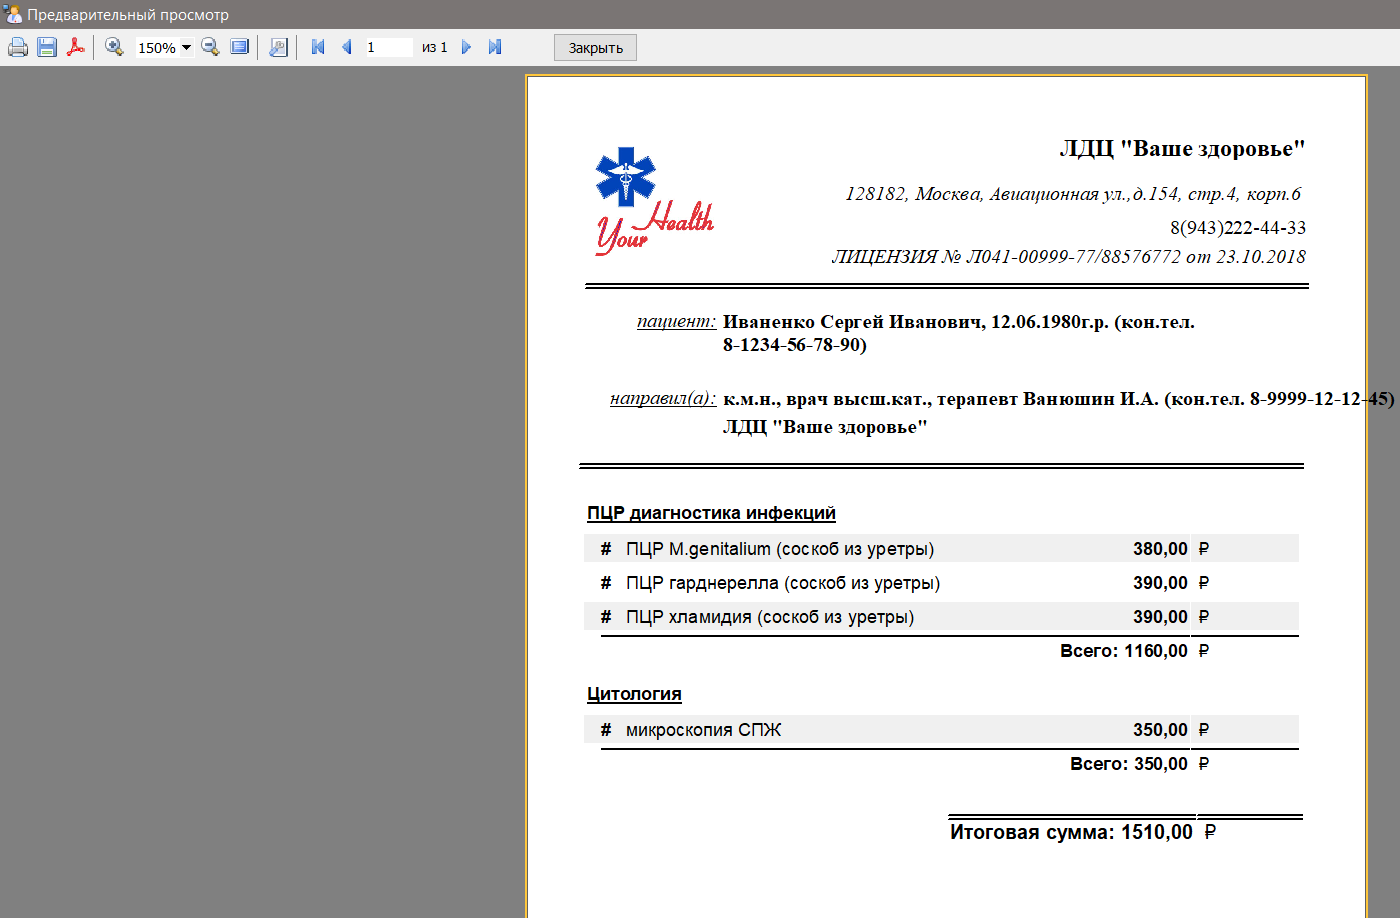 Предварительный просмотр
150% 1 из 1 Закрыть
ЛДЦ "Ваше здоровье"
Your Health
128182, Москва, Авиационная ул.,д.154, стр.4, корп.6
8(943)222-44-33
ЛИЦЕНЗИЯ № Л041-00999-77/88576772 от 23.10.2018
пациент: Иваненко Сергей Иванович, 12.06.1980г.р. (кон.тел.
8-1234-56-78-90)
направил(а): к.м.н., врач высш.кат., терапевт Ванюшин И.А. (кон.тел. 8-9999-12-12-45)
ЛДЦ "Ваше здоровье"
ПЦР диагностика инфекций
# ПЦР M.genitalium (соскоб из уретры) 380,00 ₽
# ПЦР гарднерелла (соскоб из уретры) 390,00 ₽
# ПЦР хламидия (соскоб из уретры) 390,00 ₽
Всего: 1160,00 ₽
Цитология
# микроскопия СПЖ 350,00 ₽
Всего: 350,00 ₽
Итоговая сумма: 1510,00 ₽